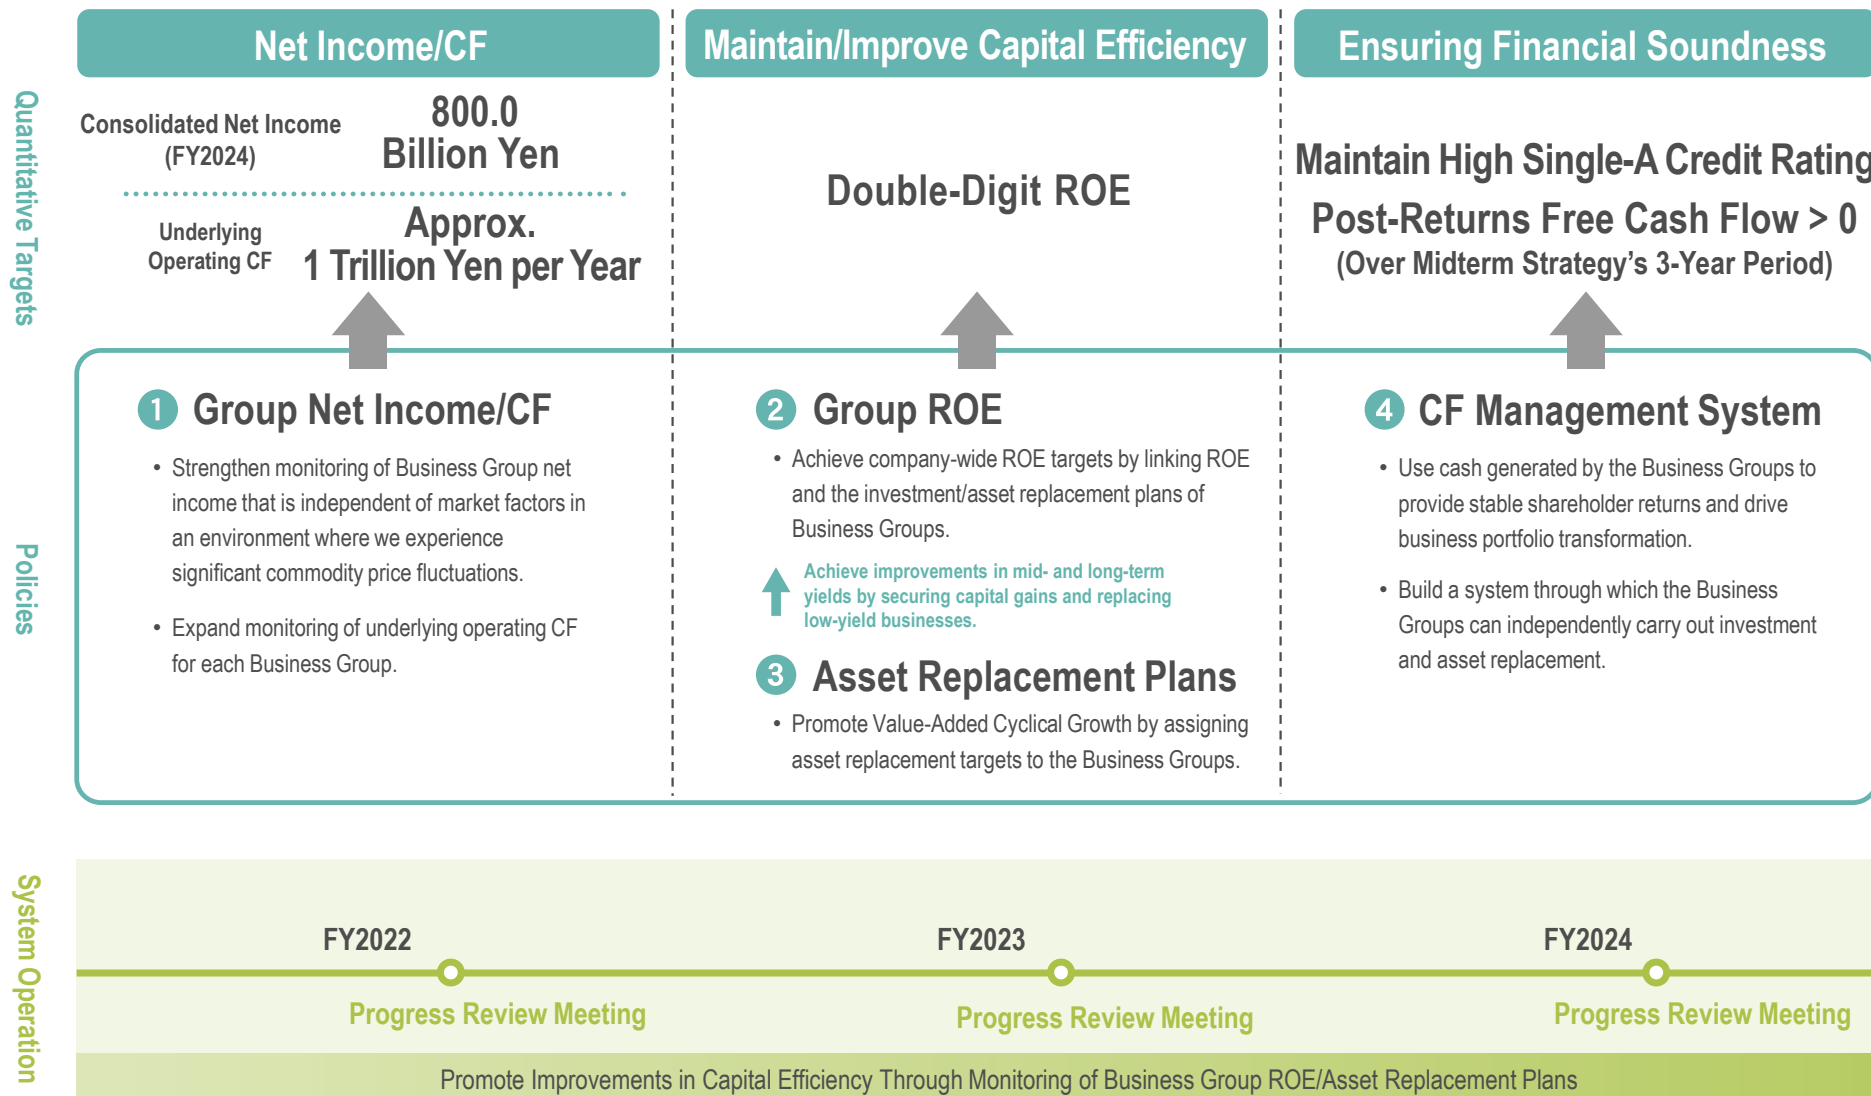 Net Income/CF
Maintain/Improve Capital Efficiency
Ensuring Financial Soundness
Quantitative Targets
Consolidated Net Income
(FY2024)
800.0
Billion Yen
Underlying
Operating CF
Approx.
1 Trillion Yen per Year
Double-Digit ROE
Maintain High Single-A Credit Rating
Post-Returns Free Cash Flow > 0
(Over Midterm Strategy’s 3-Year Period)
Policies
1 Group Net Income/CF
• Strengthen monitoring of Business Group net
income that is independent of market factors in
an environment where we experience
significant commodity price fluctuations.
• Expand monitoring of underlying operating CF
for each Business Group.
2 Group ROE
• Achieve company-wide ROE targets by linking ROE
and the investment/asset replacement plans of
Business Groups.
Achieve improvements in mid- and long-term
yields by securing capital gains and replacing
low-yield businesses.
3 Asset Replacement Plans
• Promote Value-Added Cyclical Growth by assigning
asset replacement targets to the Business Groups.
4 CF Management System
• Use cash generated by the Business Groups to
provide stable shareholder returns and drive
business portfolio transformation.
• Build a system through which the Business
Groups can independently carry out investment
and asset replacement.
System Operation
FY2022
Progress Review Meeting
FY2023
Progress Review Meeting
FY2024
Progress Review Meeting
Promote Improvements in Capital Efficiency Through Monitoring of Business Group ROE/Asset Replacement Plans